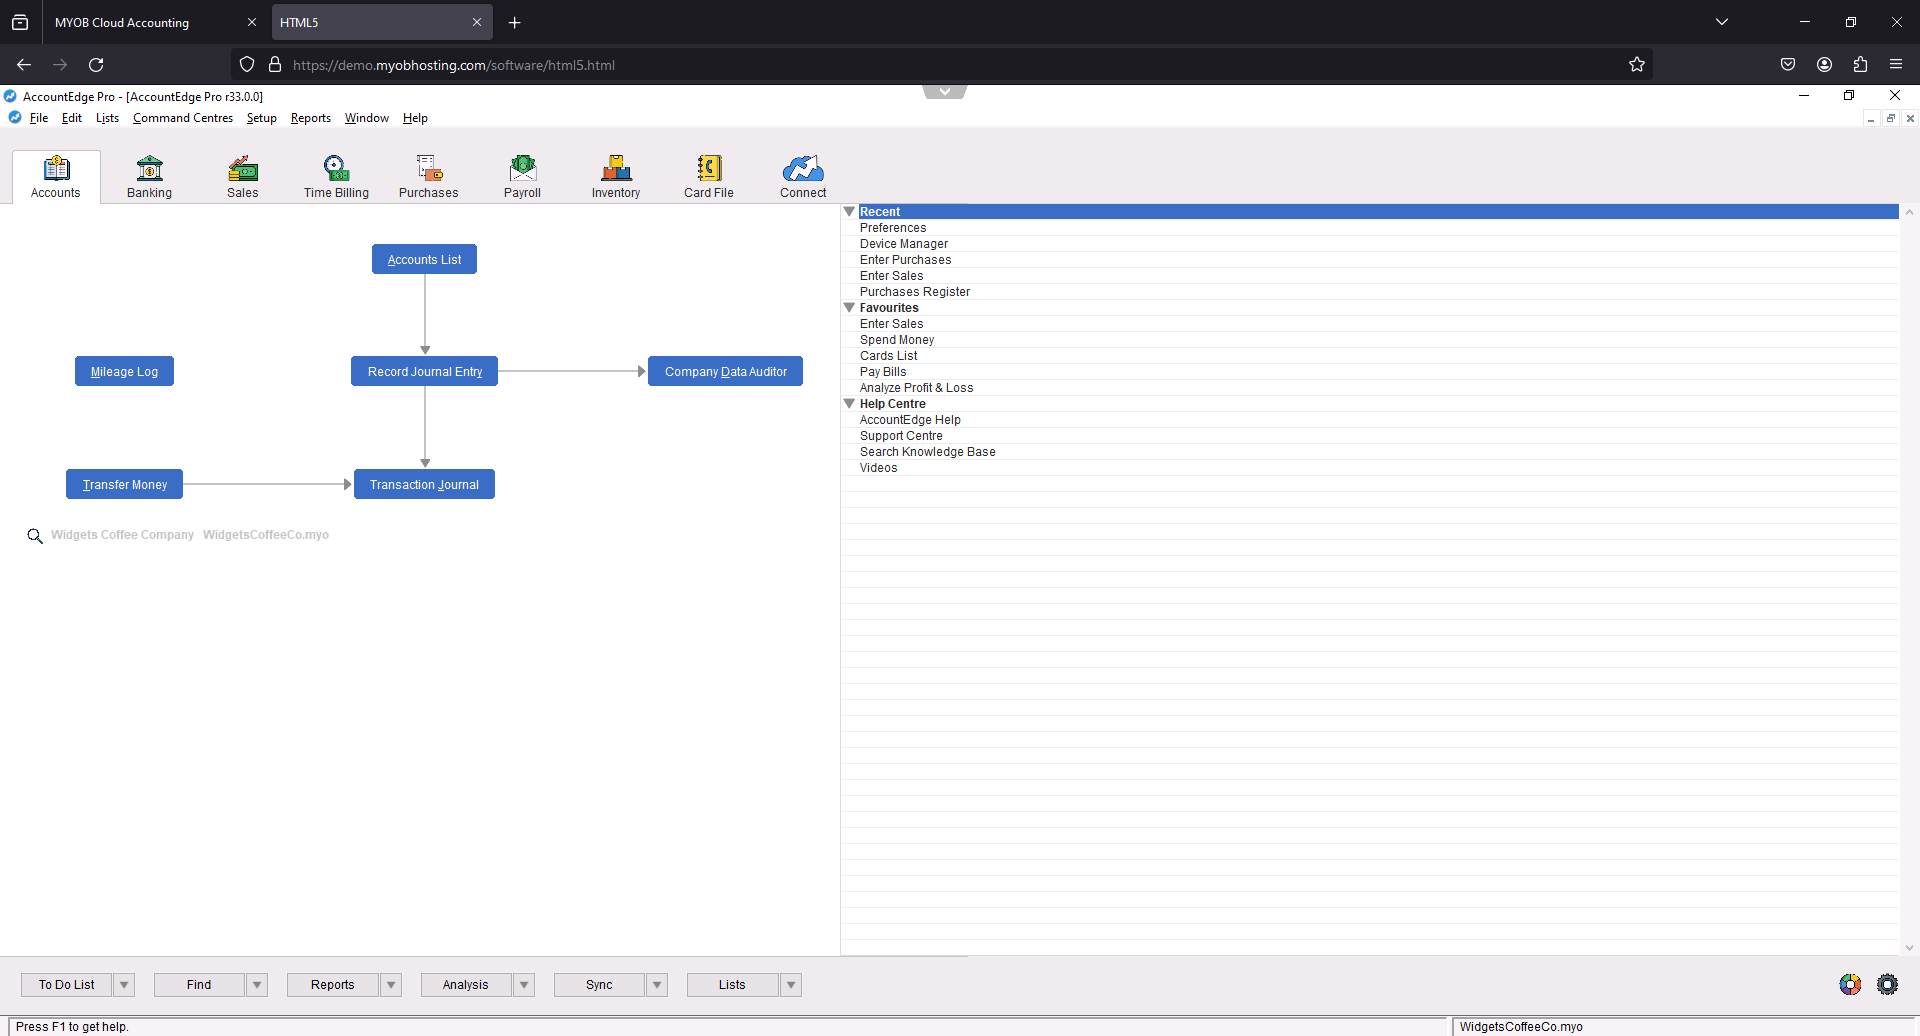 MYOB Cloud Accounting
HTML5
https://demo.myobhosting.com/software/html5.html
AccountEdge Pro - [AccountEdge Pro r33.0.0]
File Edit Lists Command Centres Setup Reports Window Help
Accounts Banking Sales Time Billing Purchases Payroll Inventory Card File Connect
Accounts List
Mileage Log
Record Journal Entry
Company Data Auditor
Transfer Money
Transaction Journal
Widgets Coffee Company WidgetsCoffeeCo.myo
Recent
Preferences
Device Manager
Enter Purchases
Enter Sales
Purchases Register
Favourites
Enter Sales
Spend Money
Cards List
Pay Bills
Analyze Profit & Loss
Help Centre
AccountEdge Help
Support Centre
Search Knowledge Base
Videos
To Do List Find Reports Analysis Sync Lists
Press F1 to get help.
WidgetsCoffeeCo.myo